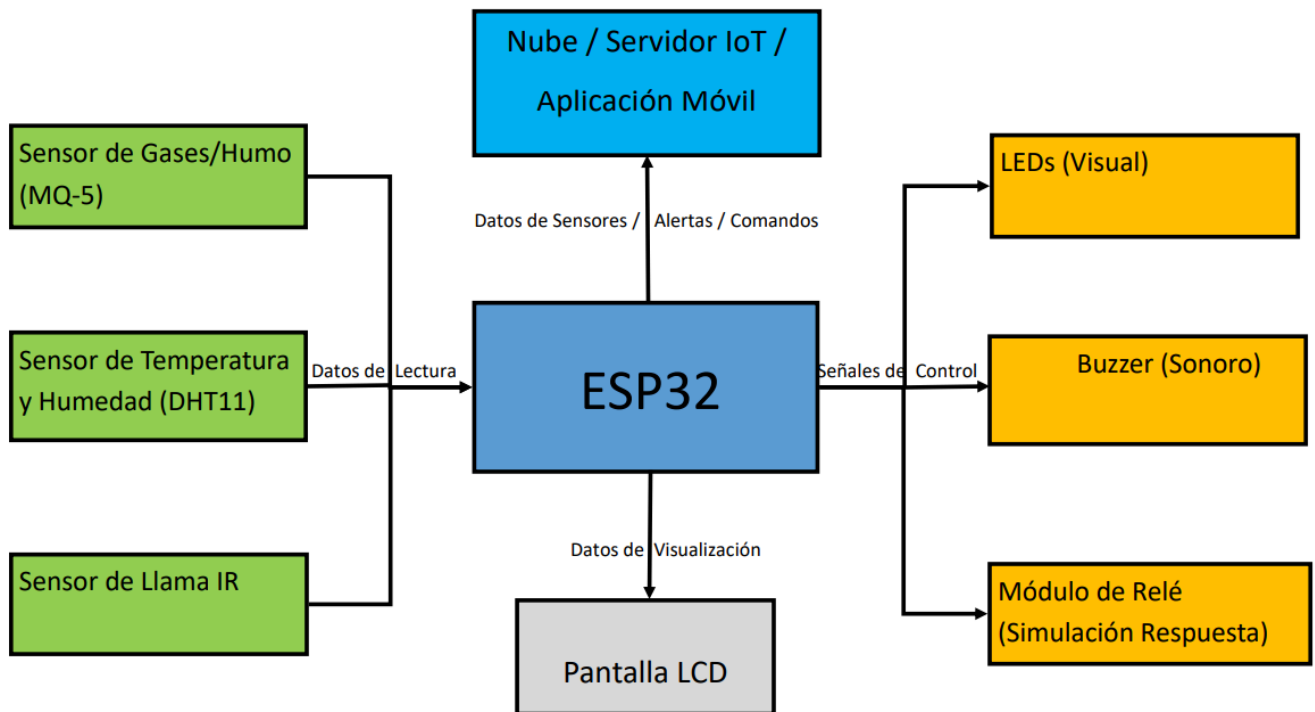 Nube / Servidor IoT /
Aplicación Móvil
Sensor de Gases/Humo
(MQ-5)
LEDs (Visual)
Datos de Sensores / Alertas / Comandos
Sensor de Temperatura
y Humedad (DHT11)
Datos de Lectura
ESP32
Señales de Control
Buzzer (Sonoro)
Datos de Visualización
Sensor de Llama IR
Módulo de Relé
(Simulación Respuesta)
Pantalla LCD